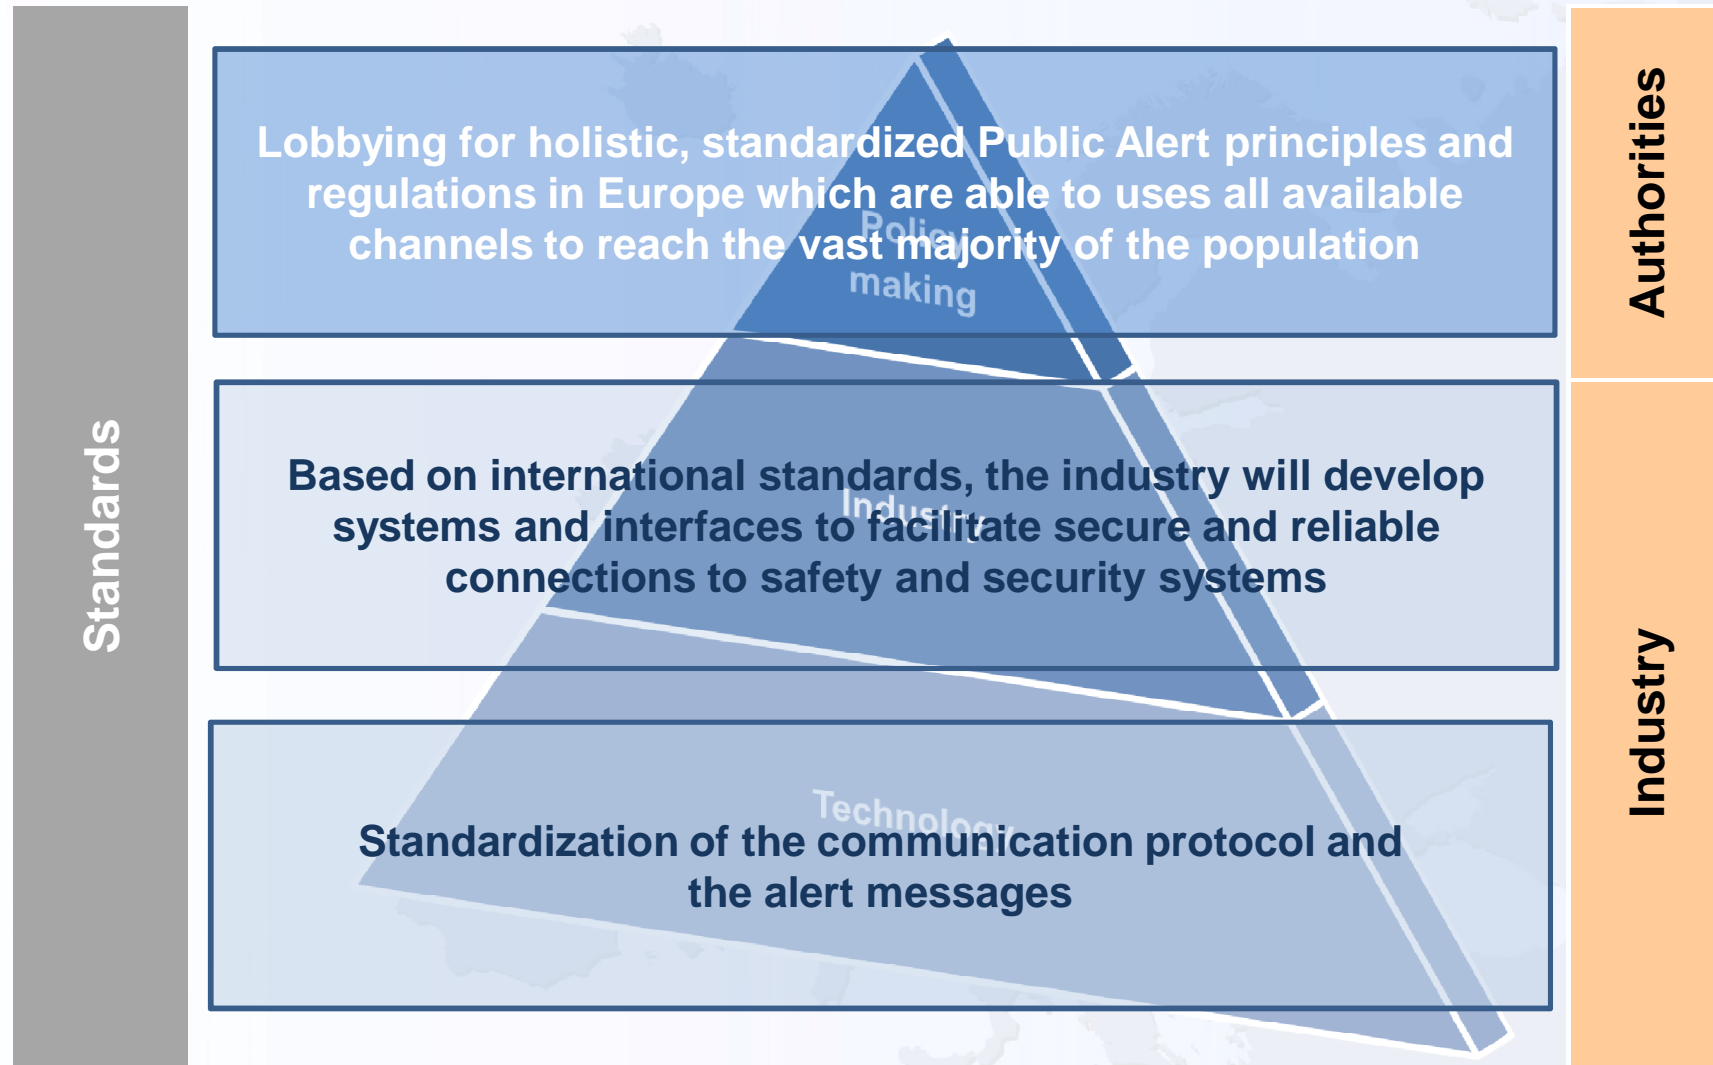 Standards
Lobbying for holistic, standardized Public Alert principles and
regulations in Europe which are able to uses all available
channels to reach the vast majority of the population
Policy
making
Based on international standards, the industry will develop
systems and interfaces to facilitate secure and reliable
connections to safety and security systems
Industry
Standardization of the communication protocol and
the alert messages
Technology
Authorities
Industry